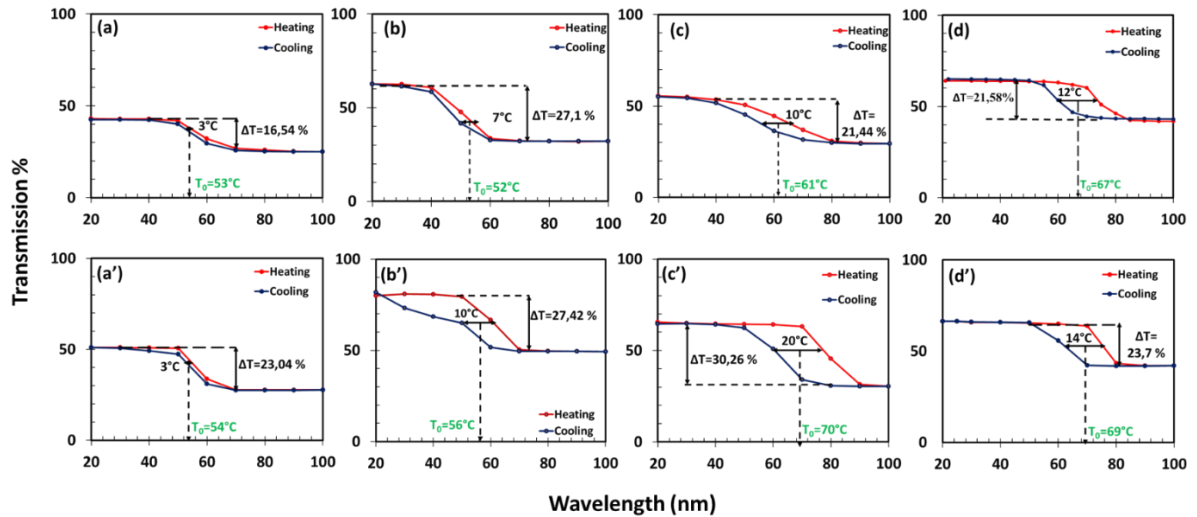 Transmission %
100
50
0
(a)
Heating
Cooling
3°C
ΔT=16,54 %
T₀=53°C
20 40 60 80 100
100
50
0
(b)
Heating
Cooling
7°C
ΔT=27,1 %
T₀=52°C
20 40 60 80 100
100
50
0
(c)
Heating
Cooling
10°C
ΔT=
21,44 %
T₀=61°C
20 40 60 80 100
100
50
0
(d)
Heating
Cooling
ΔT=21,58%
12°C
T₀=67°C
20 40 60 80 100
100
50
0
(a')
Heating
Cooling
3°C
ΔT=23,04 %
T₀=54°C
20 40 60 80 100
100
50
0
(b')
10°C
ΔT=27,42 %
T₀=56°C
Heating
Cooling
20 40 60 80 100
100
50
0
(c')
Heating
Cooling
ΔT=30,26 %
20°C
T₀=70°C
20 40 60 80 100
100
50
0
(d')
Heating
Cooling
14°C
ΔT=
23,7 %
T₀=69°C
20 40 60 80 100
Wavelength (nm)